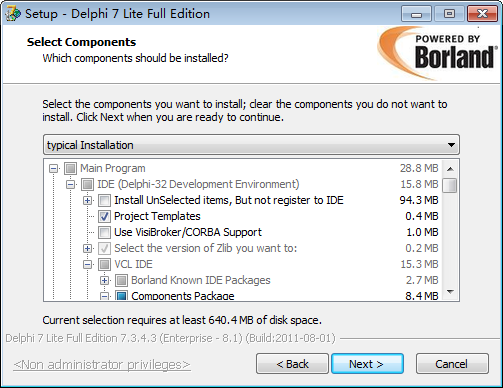 Setup - Delphi 7 Lite Full Edition
Select Components
Which components should be installed?
POWERED BY
Borland®
Select the components you want to install; clear the components you do not want to
install. Click Next when you are ready to continue.
typical Installation
Main Program 28.8 MB
IDE (Delphi-32 Development Environment) 15.8 MB
Install UnSelected items, But not register to IDE 94.3 MB
Project Templates 0.4 MB
Use VisiBroker/CORBA Support 1.0 MB
Select the version of Zlib you want to: 0.2 MB
VCL IDE 15.3 MB
Borland Known IDE Packages 2.7 MB
Components Package 8.4 MB
Current selection requires at least 640.4 MB of disk space.
Delphi 7 Lite Full Edition 7.3.4.3 (Enterprise - 8.1) (Build:2011-08-01)
<Non administrator privileges>
< Back
Next >
Cancel